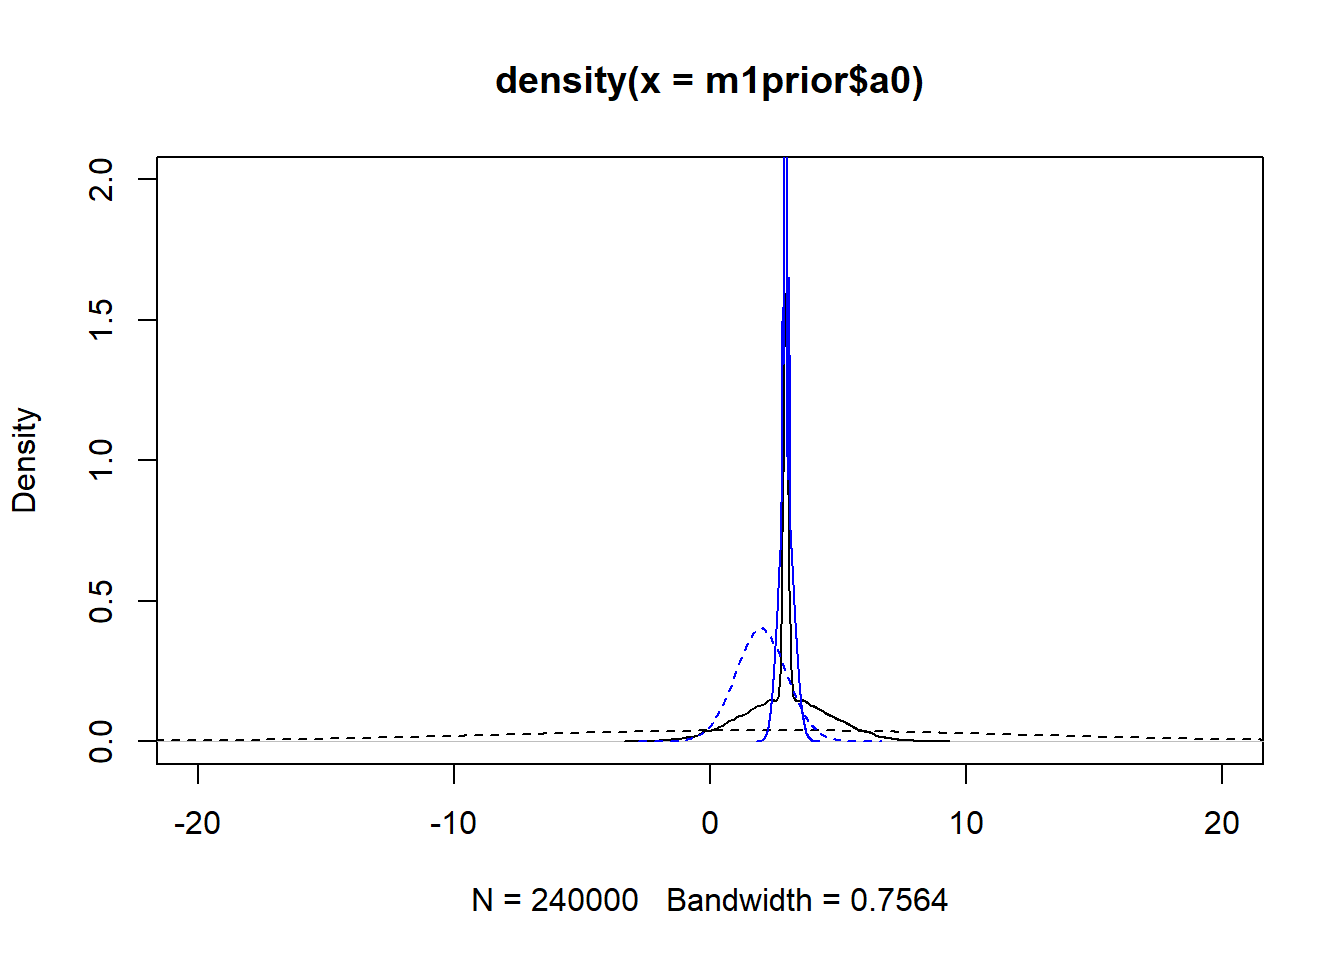 density(x = m1prior$a0)
2.0
1.5
1.0
0.5
0.0
Density
-20 -10 0 10 20
N = 240000 Bandwidth = 0.7564